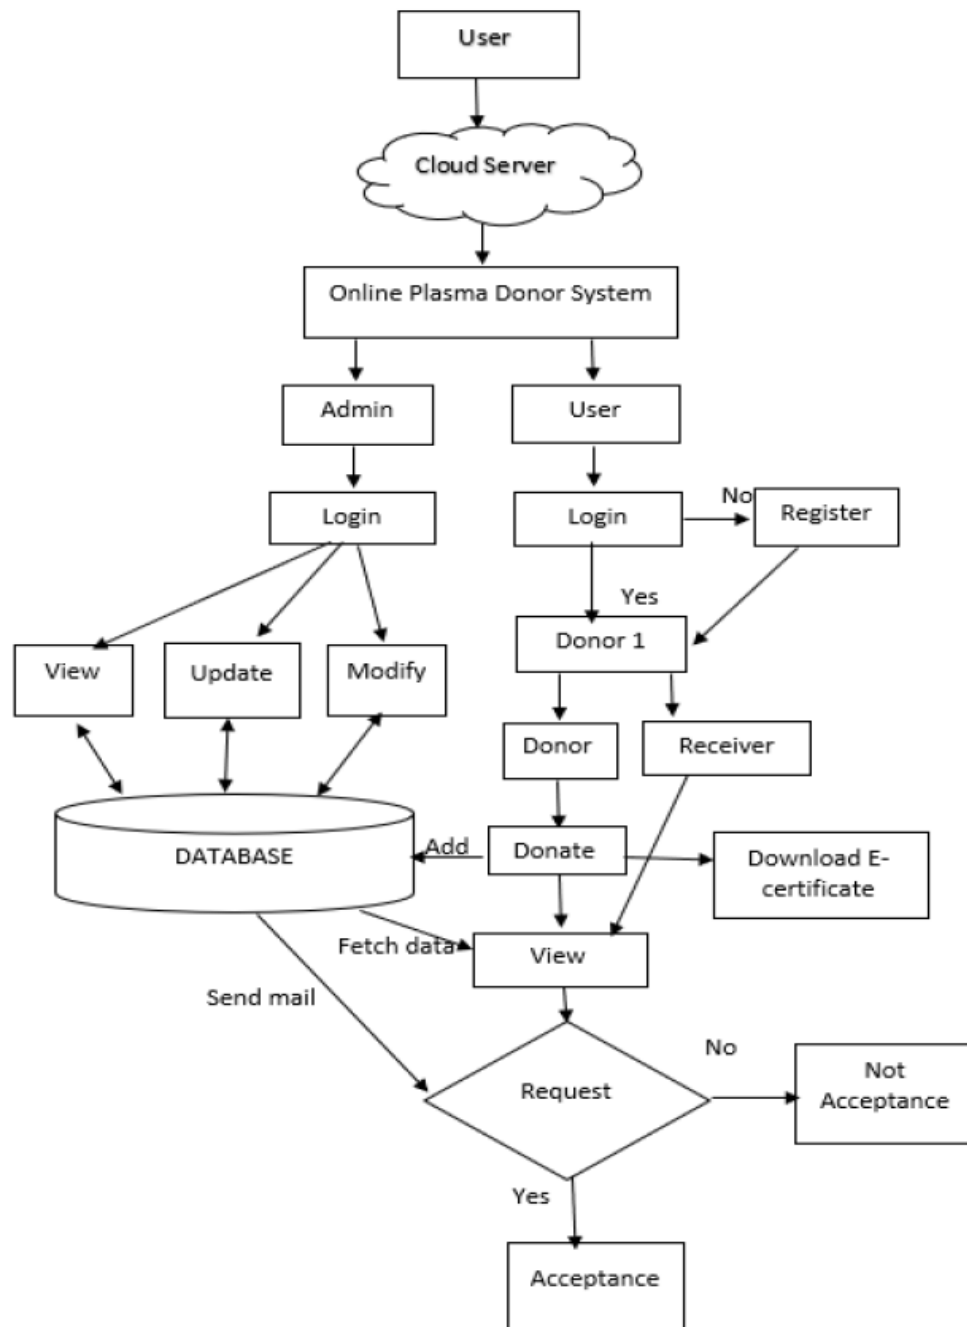 User
Cloud Server
Online Plasma Donor System
Admin
User
Login
Login
No
Register
Yes
Donor 1
View
Update
Modify
Donor
Receiver
DATABASE
Add
Donate
Download E-
certificate
Fetch data
View
Send mail
Request
No
Not
Acceptance
Yes
Acceptance